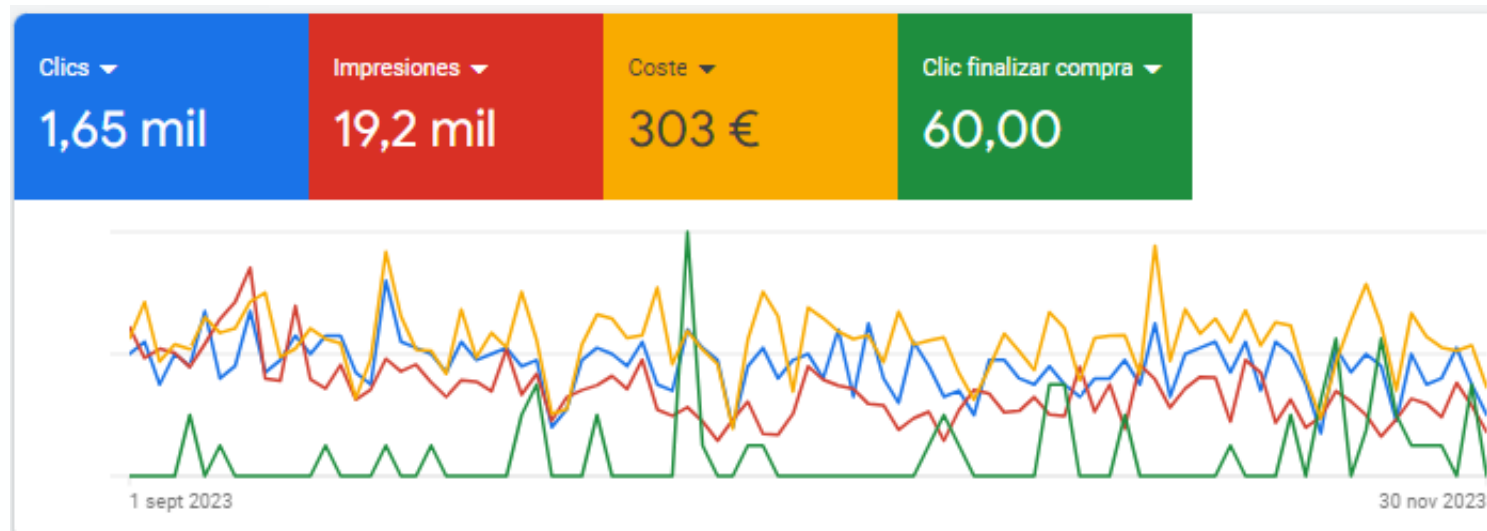 Clics
1,65 mil
Impresiones
19,2 mil
Coste
303 €
Clic finalizar compra
60,00
1 sept 2023
30 nov 2023